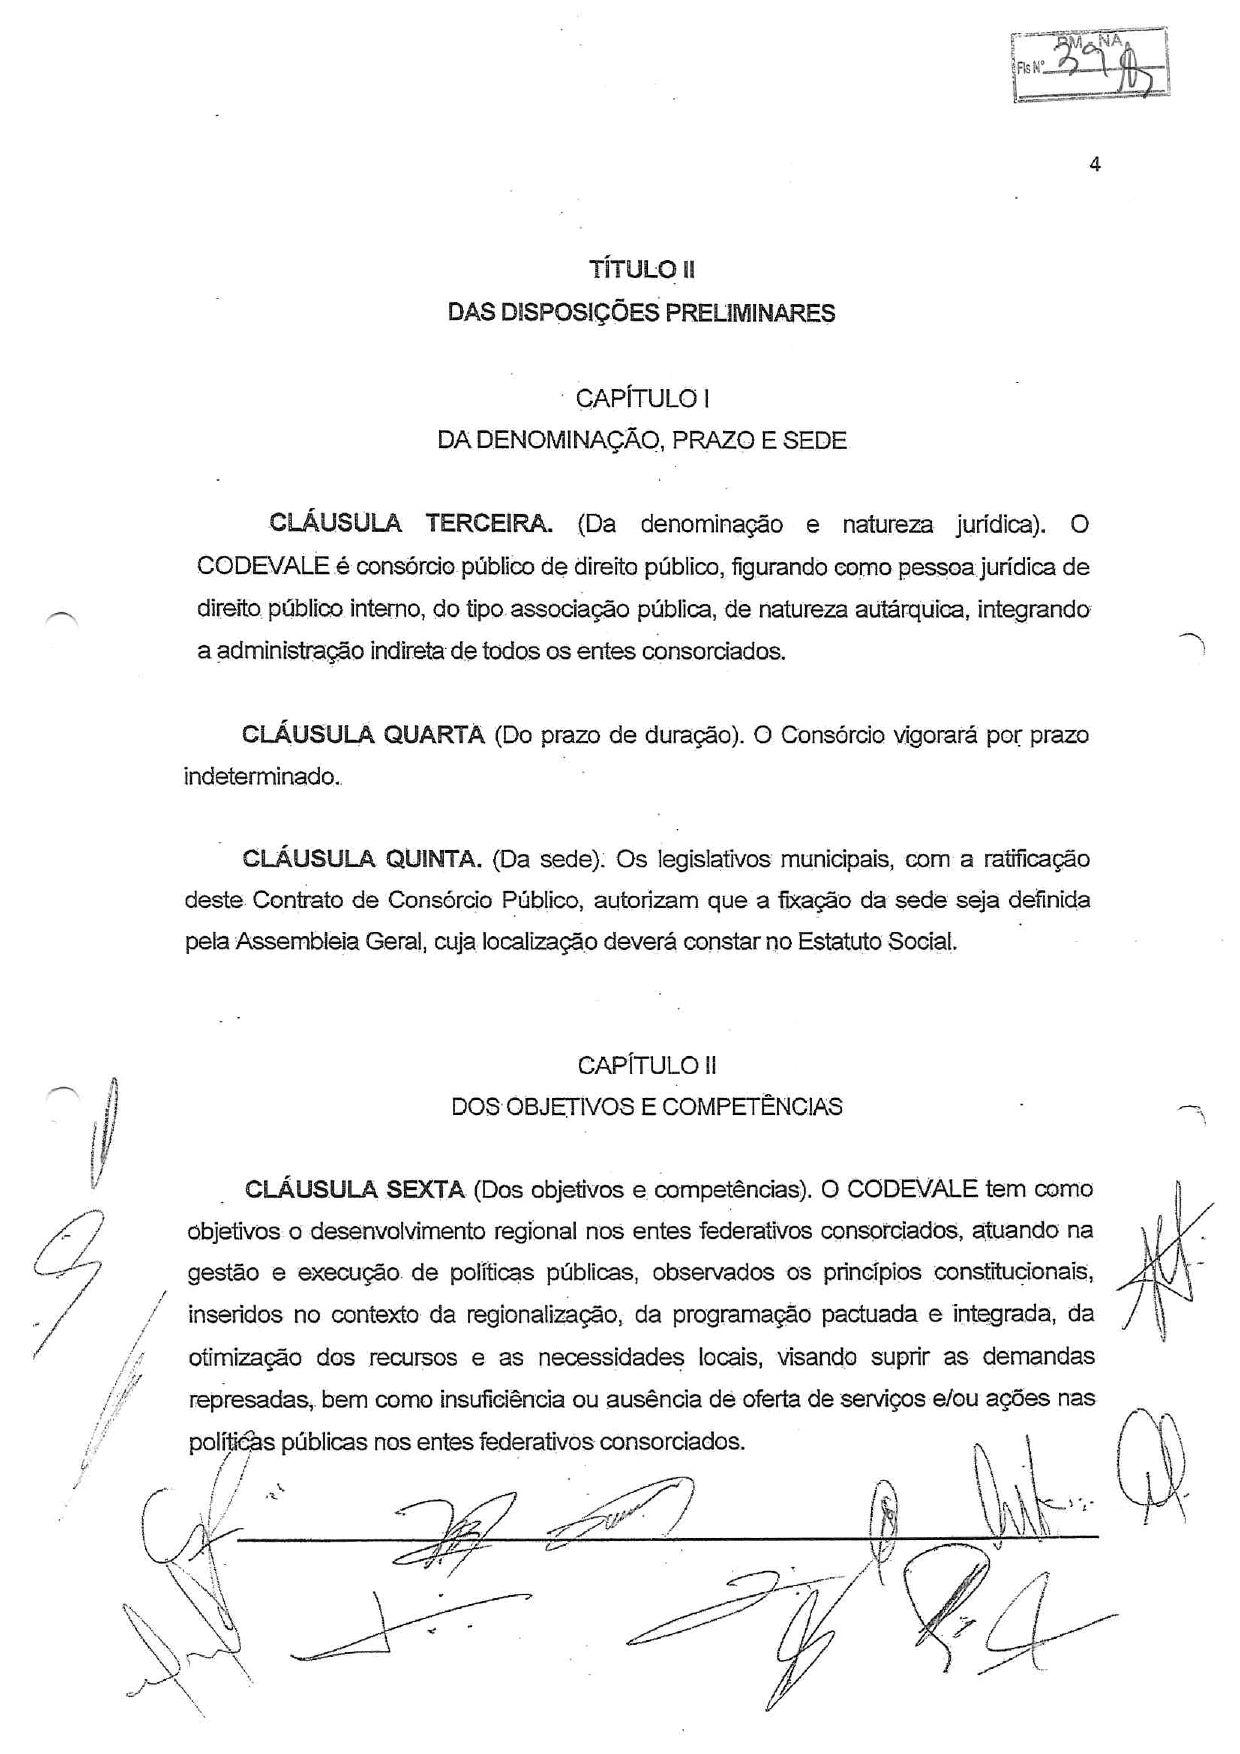 PM - NA
Fls Nº 39
4
TÍTULO II
DAS DISPOSIÇÕES PRELIMINARES
CAPÍTULO I
DA DENOMINAÇÃO, PRAZO E SEDE
CLÁUSULA TERCEIRA. (Da denominação e natureza jurídica). O
CODEVALE é consórcio público de direito público, figurando como pessoa jurídica de
direito público interno, do tipo associação pública, de natureza autárquica, integrando
a administração indireta de todos os entes consorciados.
CLÁUSULA QUARTA (Do prazo de duração). O Consórcio vigorará por prazo
indeterminado.
CLÁUSULA QUINTA. (Da sede). Os legislativos municipais, com a ratificação
deste Contrato de Consórcio Público, autorizam que a fixação da sede seja definida
pela Assembleia Geral, cuja localização deverá constar no Estatuto Social.
CAPÍTULO II
DOS OBJETIVOS E COMPETÊNCIAS
CLÁUSULA SEXTA (Dos objetivos e competências). O CODEVALE tem como
objetivos o desenvolvimento regional nos entes federativos consorciados, atuando na
gestão e execução de políticas públicas, observados os princípios constitucionais,
inseridos no contexto da regionalização, da programação pactuada e integrada, da
otimização dos recursos e as necessidades locais, visando suprir as demandas
represadas, bem como insuficiência ou ausência de oferta de serviços e/ou ações nas
políticas públicas nos entes federativos consorciados.